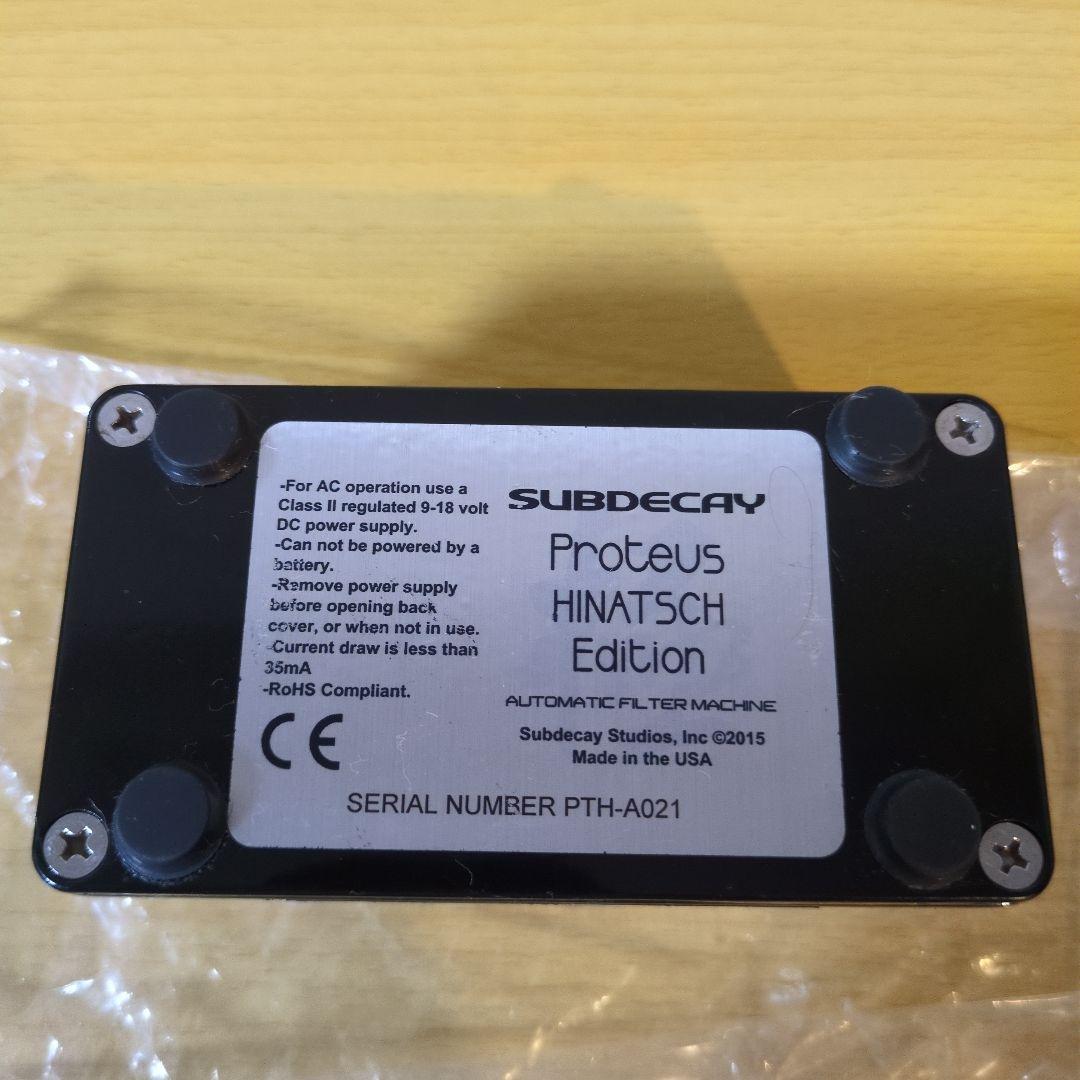 -For AC operation use a
Class II regulated 9-18 volt
DC power supply.
-Can not be powered by a
battery.
-Remove power supply
before opening back
cover, or when not in use.
-Current draw is less than
35mA
-RoHS Compliant.
CE
SUBDECAY
Proteus
HINATSCH
Edition
AUTOMATIC FILTER MACHINE
Subdecay Studios, Inc ©2015
Made in the USA
SERIAL NUMBER PTH-A021